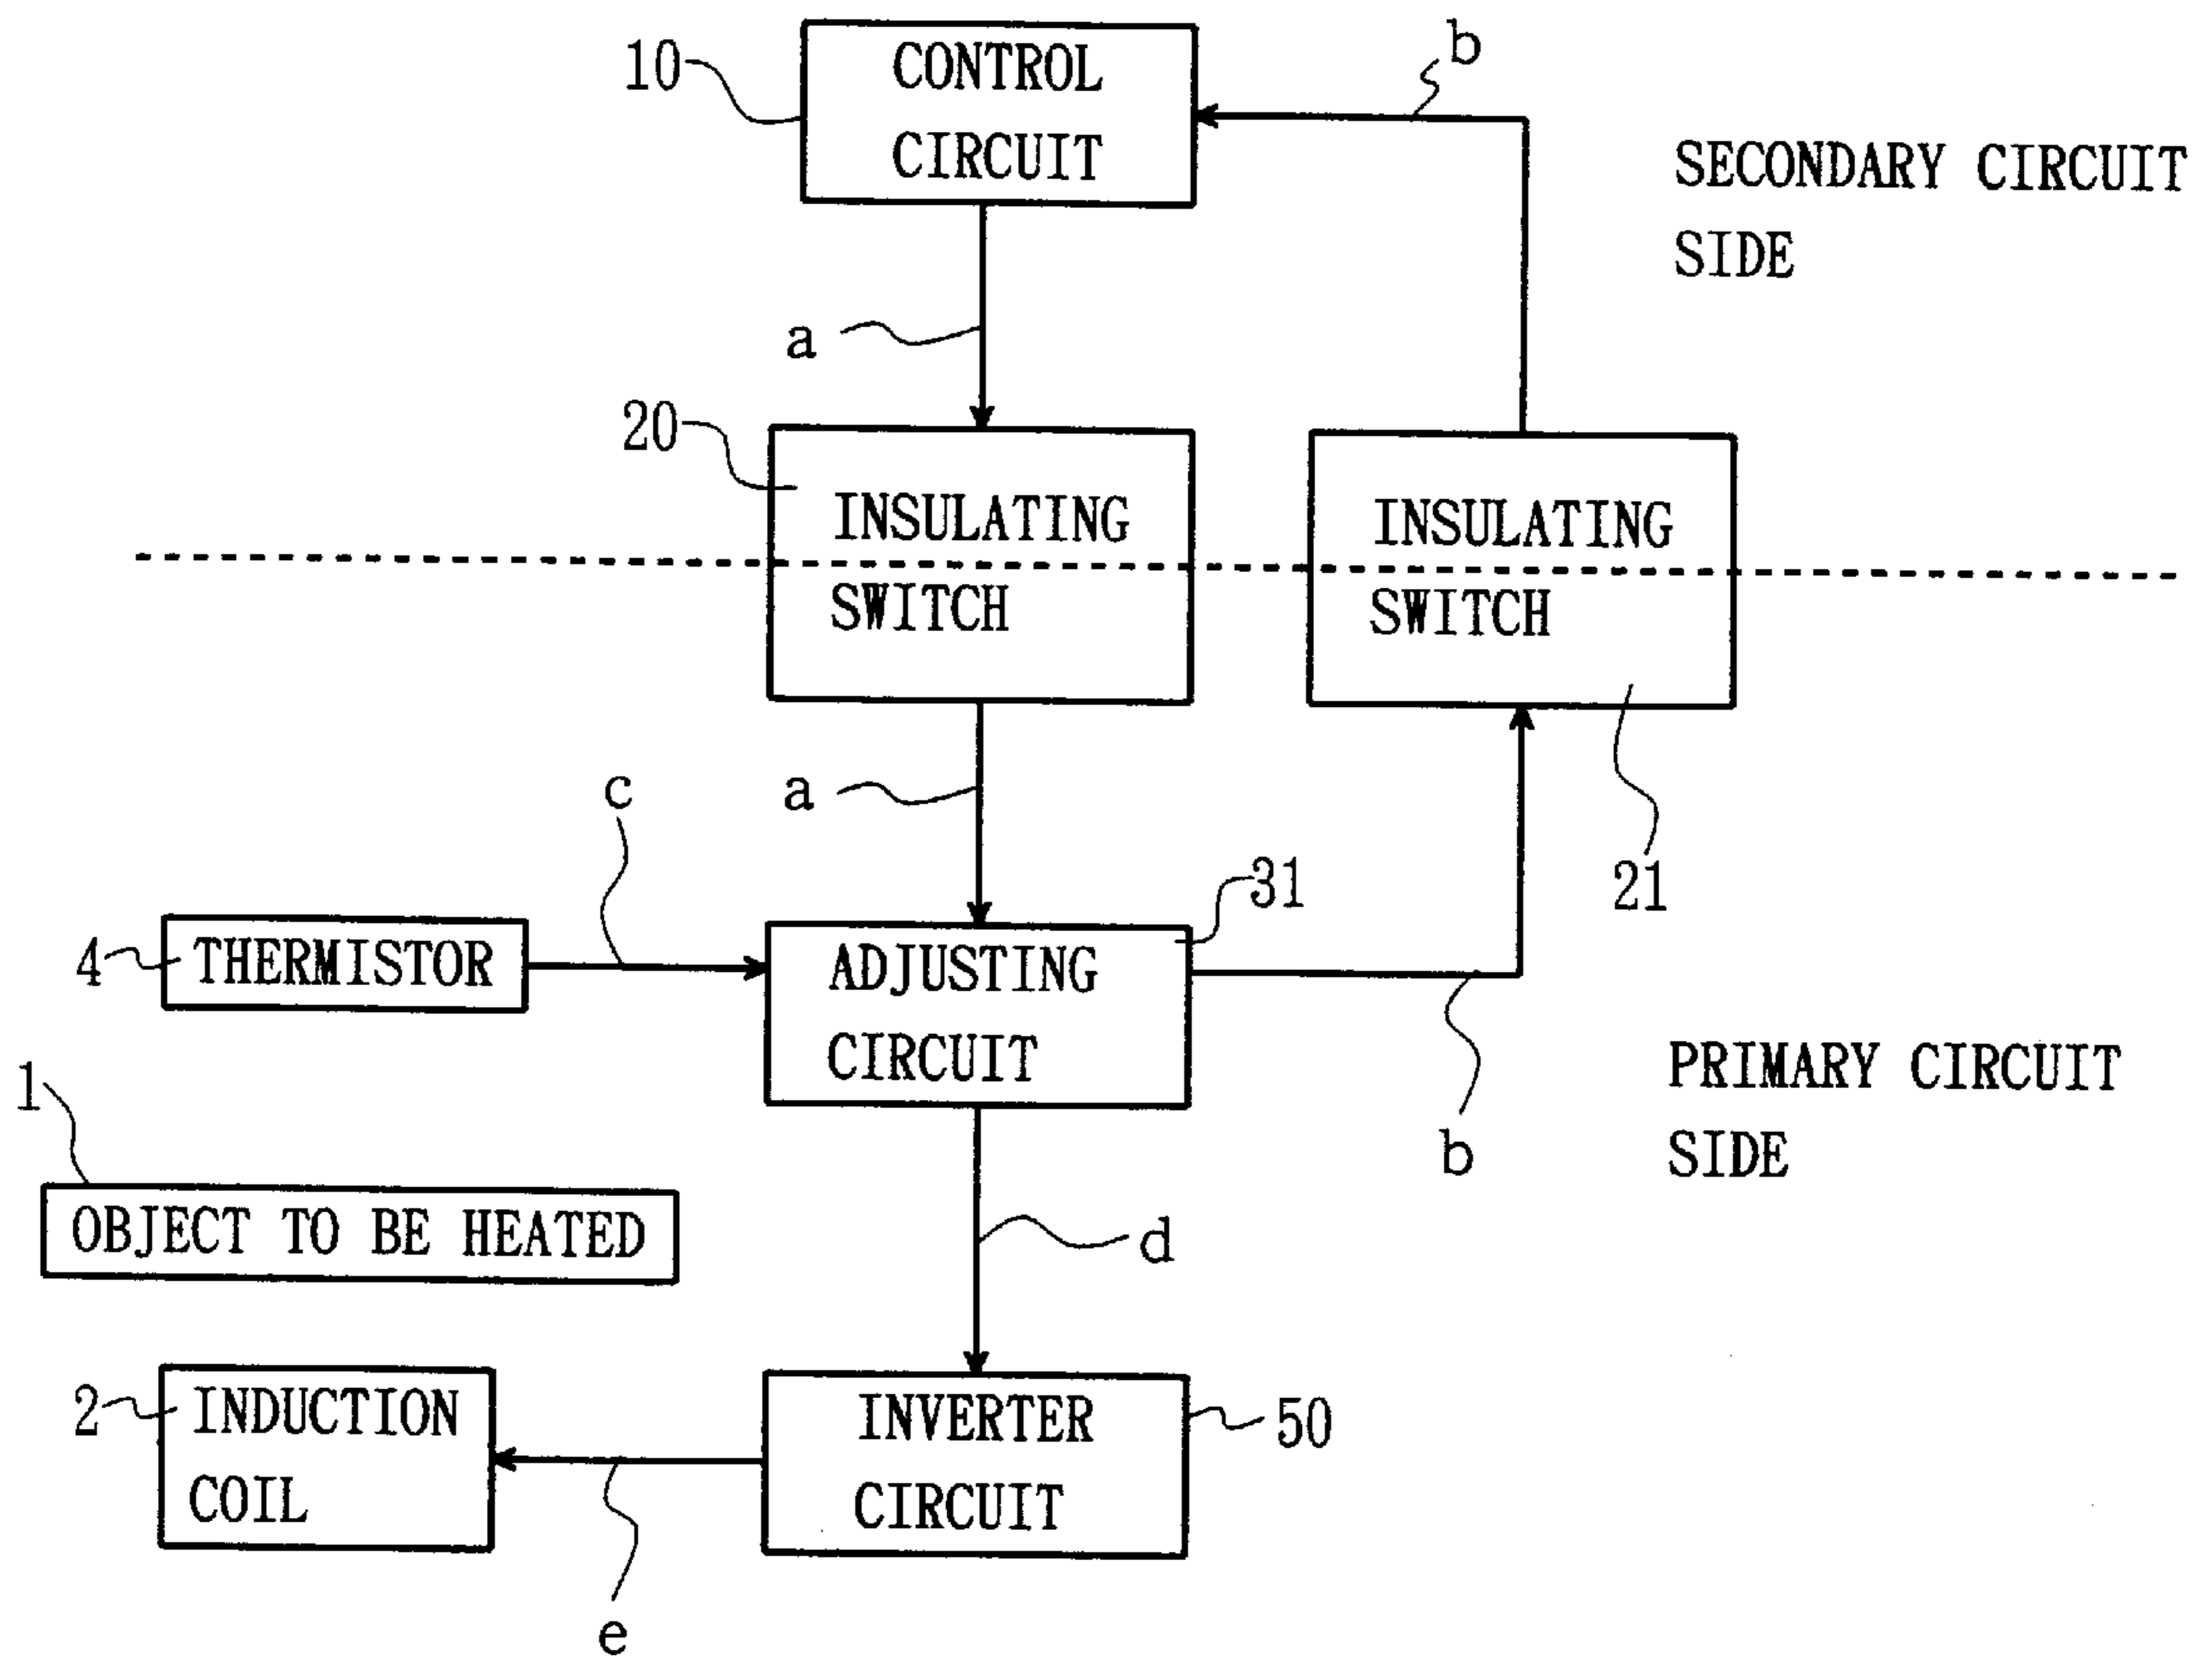 10
CONTROL
CIRCUIT
b
SECONDARY CIRCUIT
SIDE
a
20
INSULATING
SWITCH
INSULATING
SWITCH
a
c
21
31
4
THERMISTOR
ADJUSTING
CIRCUIT
PRIMARY CIRCUIT
SIDE
1
b
OBJECT TO BE HEATED
d
2
INDUCTION
COIL
INVERTER
CIRCUIT
50
e